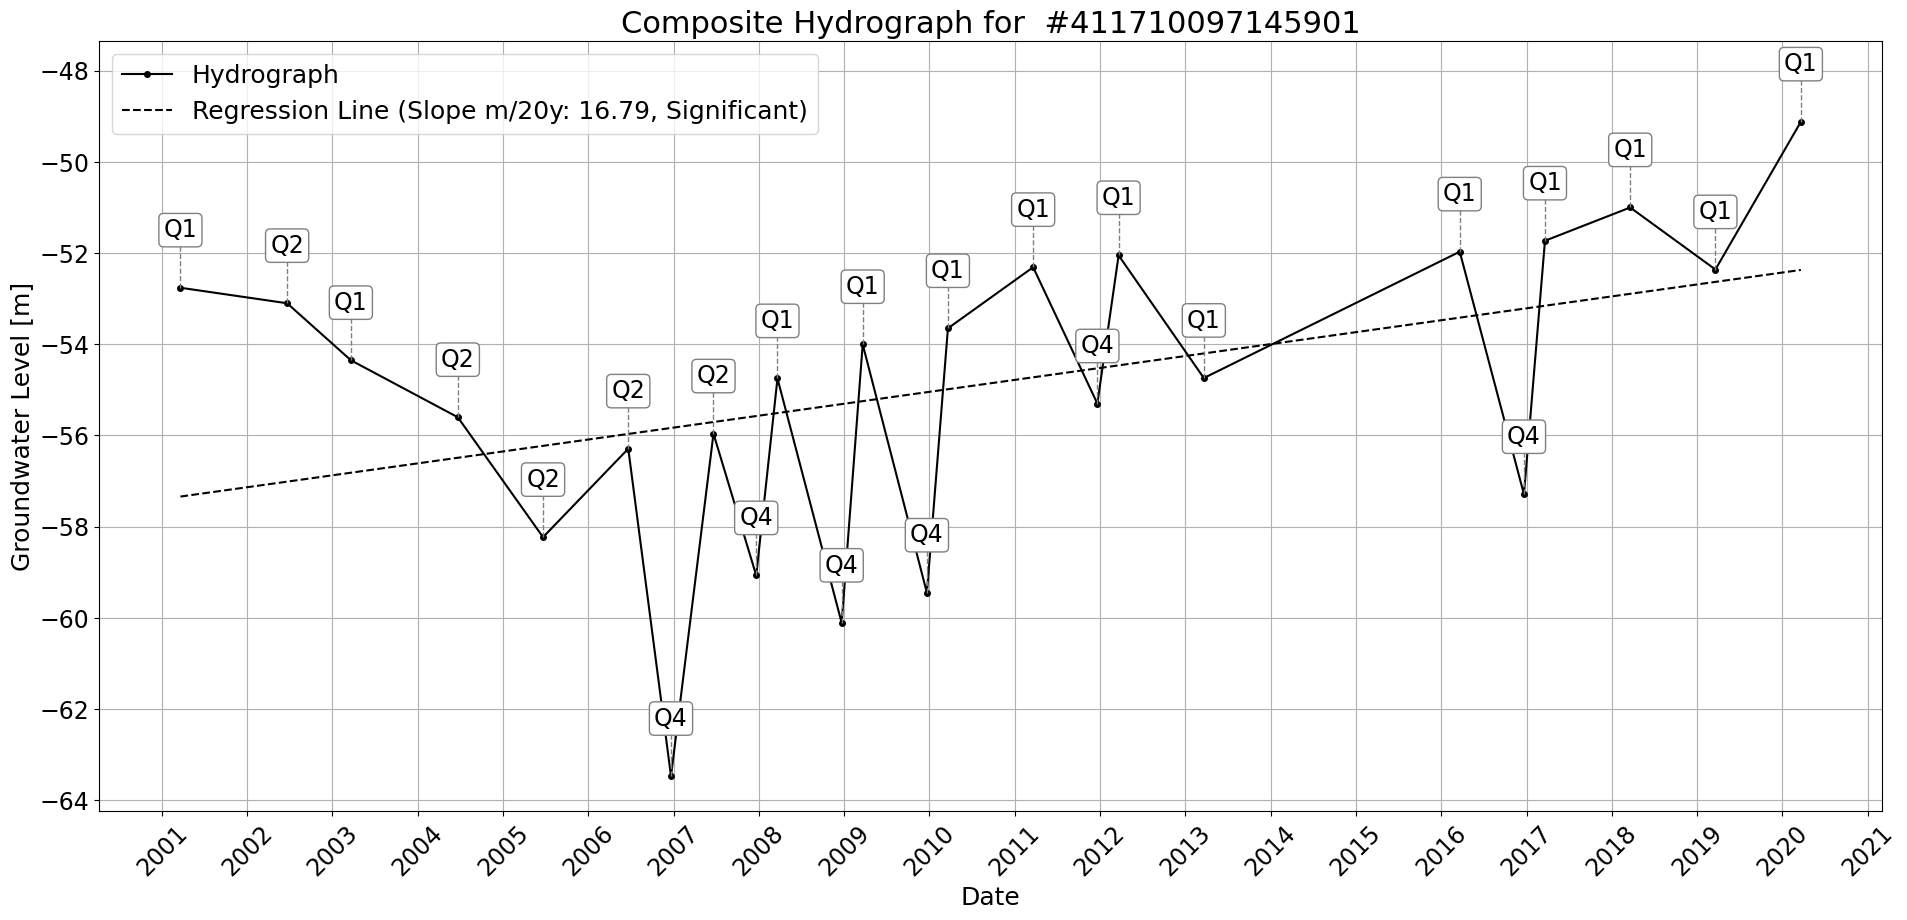 Composite Hydrograph for  #411710097145901
Hydrograph
Regression Line (Slope m/20y: 16.79, Significant)
Groundwater Level [m]
−48
−50
−52
−54
−56
−58
−60
−62
−64
Q1
Q2
Q1
Q2
Q2
Q2
Q4
Q2
Q4
Q1
Q4
Q1
Q4
Q1
Q1
Q4
Q1
Q1
Q1
Q4
Q1
Q1
Q1
Q1
2001
2002
2003
2004
2005
2006
2007
2008
2009
2010
2011
2012
2013
2014
2015
2016
2017
2018
2019
2020
2021
Date